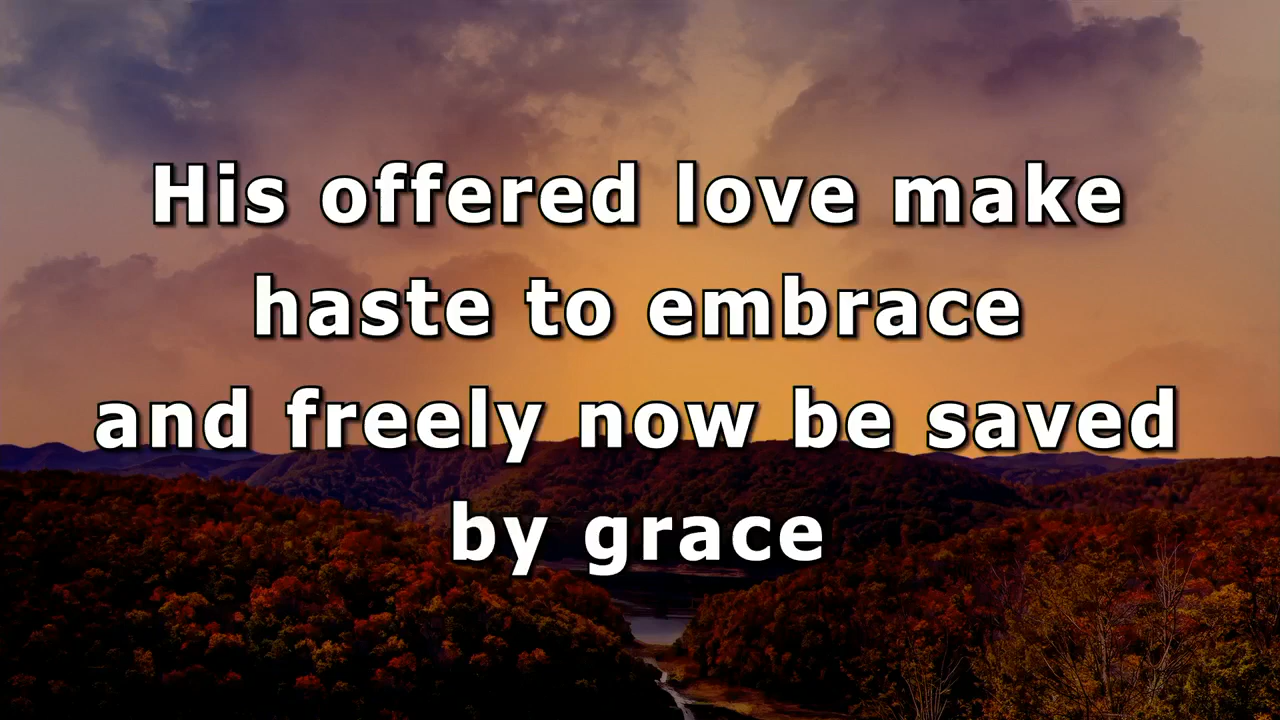 His offered love make
haste to embrace
and freely now be saved
by grace